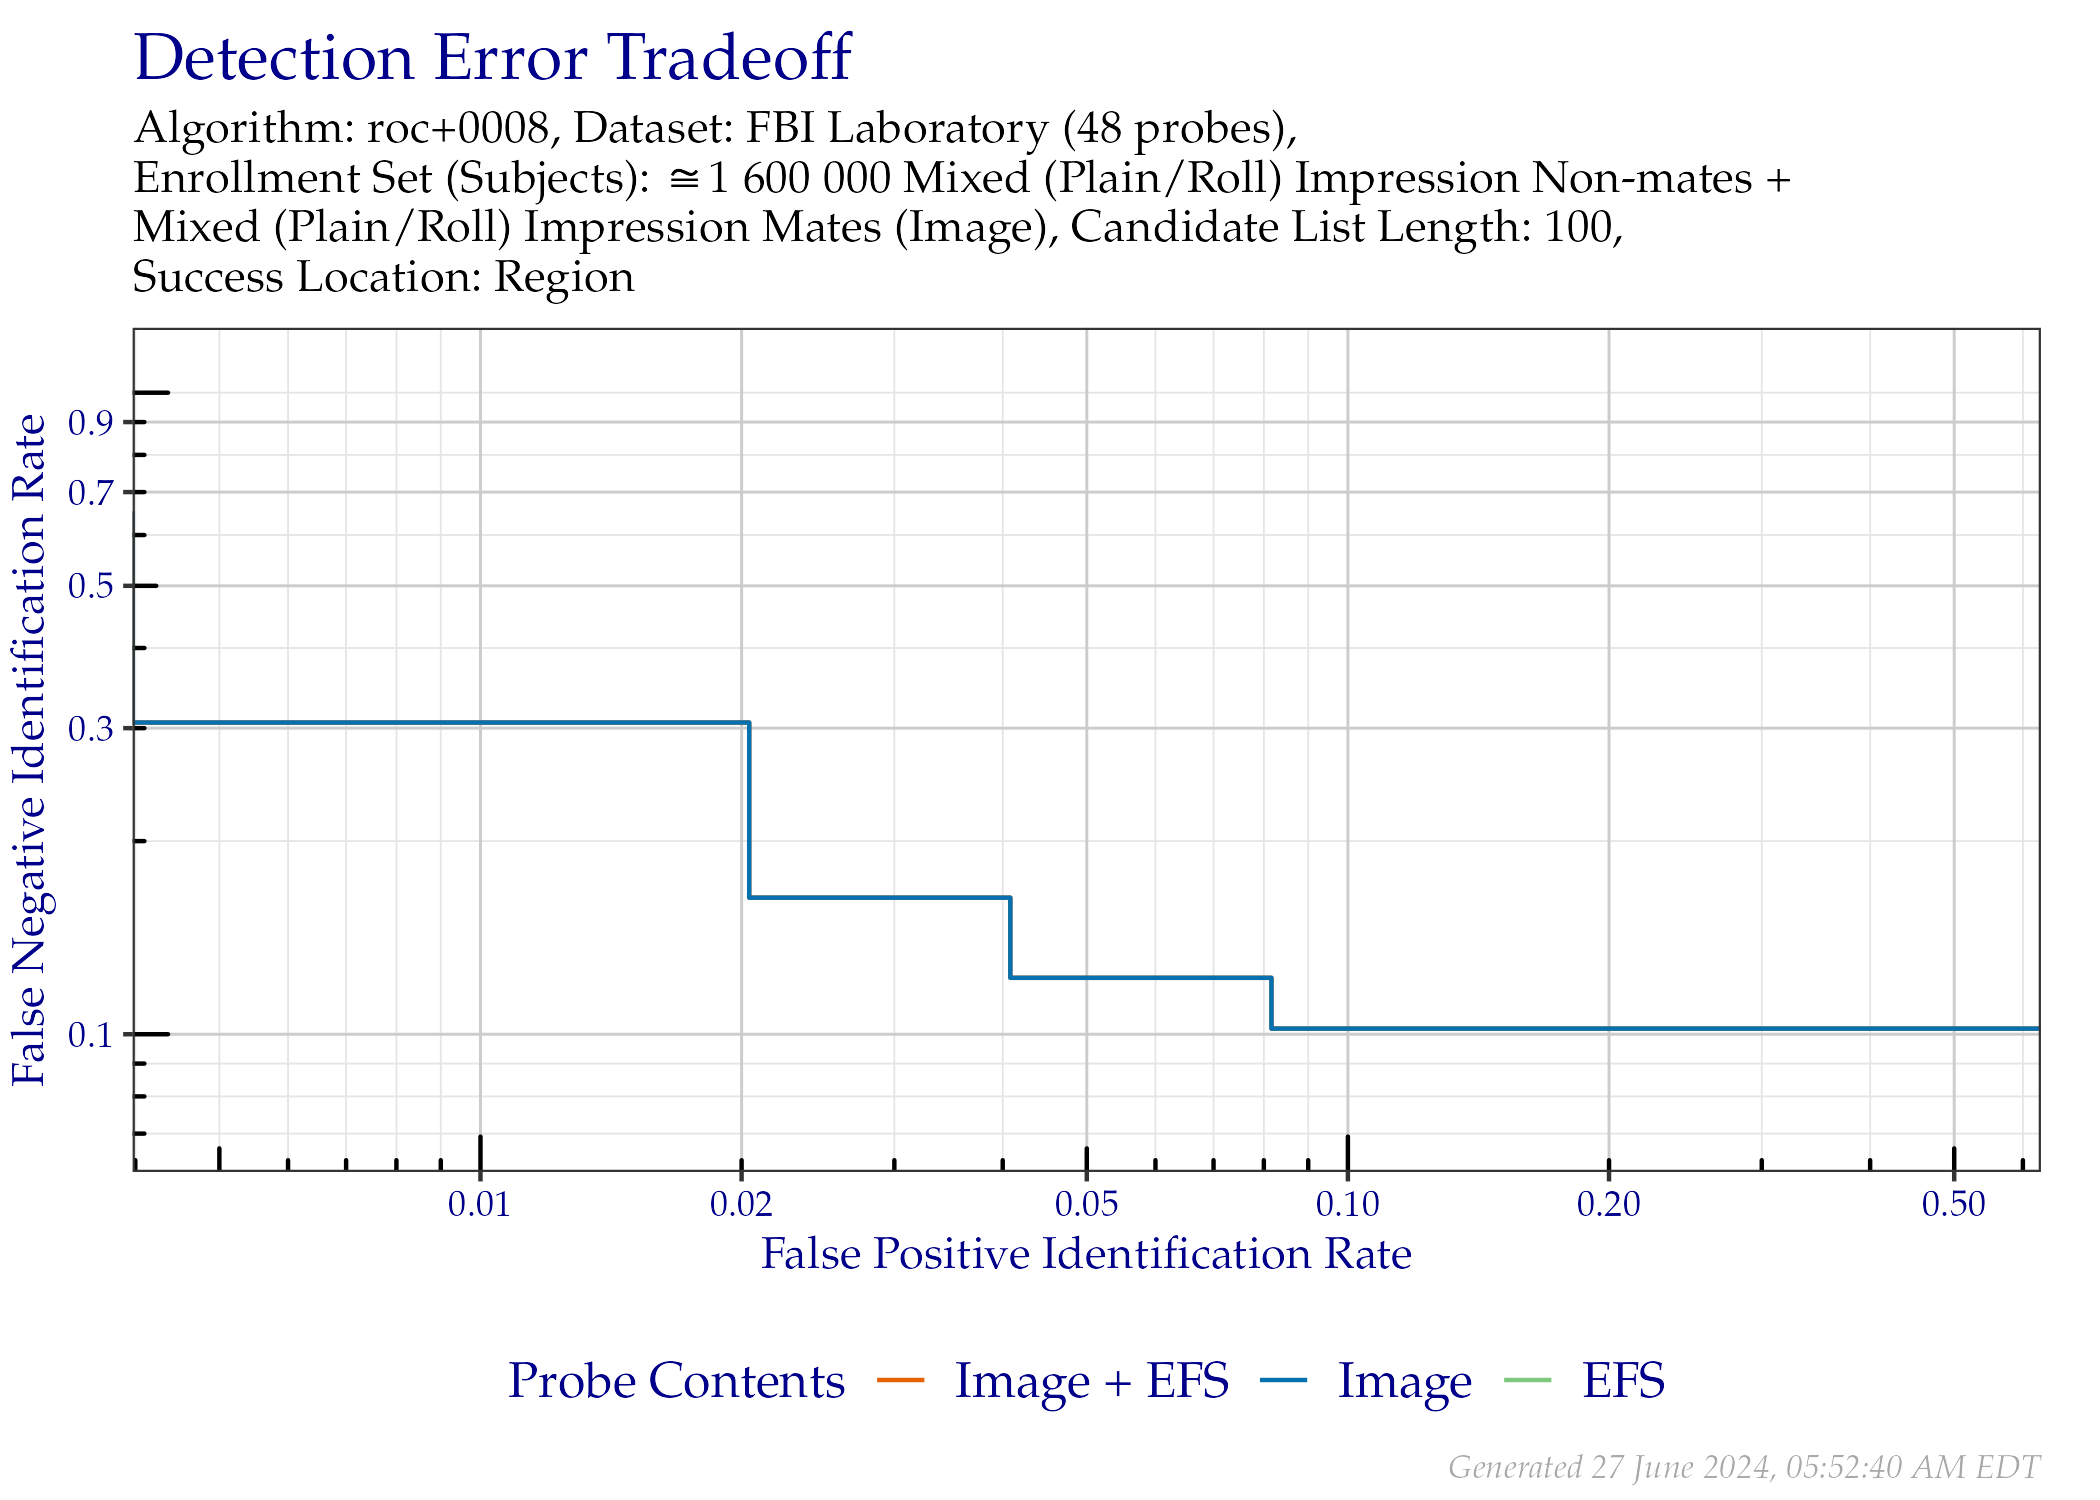 Detection Error Tradeoff
Algorithm: roc+0008, Dataset: FBI Laboratory (48 probes),
Enrollment Set (Subjects): ≅1 600 000 Mixed (Plain/Roll) Impression Non-mates +
Mixed (Plain/Roll) Impression Mates (Image), Candidate List Length: 100,
Success Location: Region
False Negative Identification Rate
0.9
0.7
0.5
0.3
0.1
0.01 0.02 0.05 0.10 0.20 0.50
False Positive Identification Rate
Probe Contents Image + EFS Image EFS
Generated 27 June 2024, 05:52:40 AM EDT